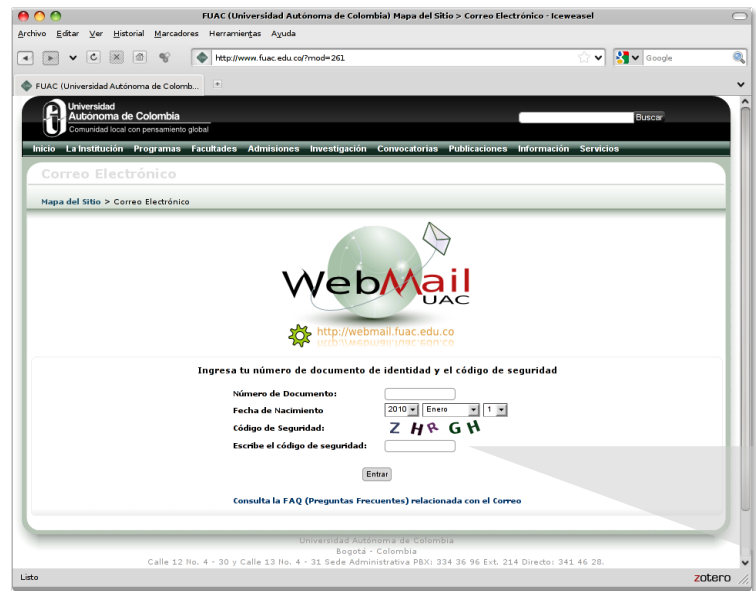 FUAC (Universidad Autónoma de Colombia) Mapa del Sitio > Correo Electrónico - Iceweasel
Archivo Editar Ver Historial Marcadores Herramientas Ayuda
http://www.fuac.edu.co/?mod=261
Google
FUAC (Universidad Autónoma de Colomb...
Universidad
Autónoma de Colombia
Comunidad local con pensamiento global
Buscar
Inicio La Institución Programas Facultades Admisiones Investigación Convocatorias Publicaciones Información Servicios
Correo Electrónico
Mapa del Sitio > Correo Electrónico
WebMail
UAC
http://webmail.fuac.edu.co
Ingresa tu número de documento de identidad y el código de seguridad
Número de Documento:
Fecha de Nacimiento 2010 Enero 1
Código de Seguridad: Z H R G H
Escribe el código de seguridad:
Entrar
Consulta la FAQ (Preguntas Frecuentes) relacionada con el Correo
Universidad Autónoma de Colombia
Bogotá - Colombia
Calle 12 No. 4 - 30 y Calle 13 No. 4 - 31 Sede Administrativa PBX: 334 36 96 Ext. 214 Directo: 341 46 28.
Listo
zotero